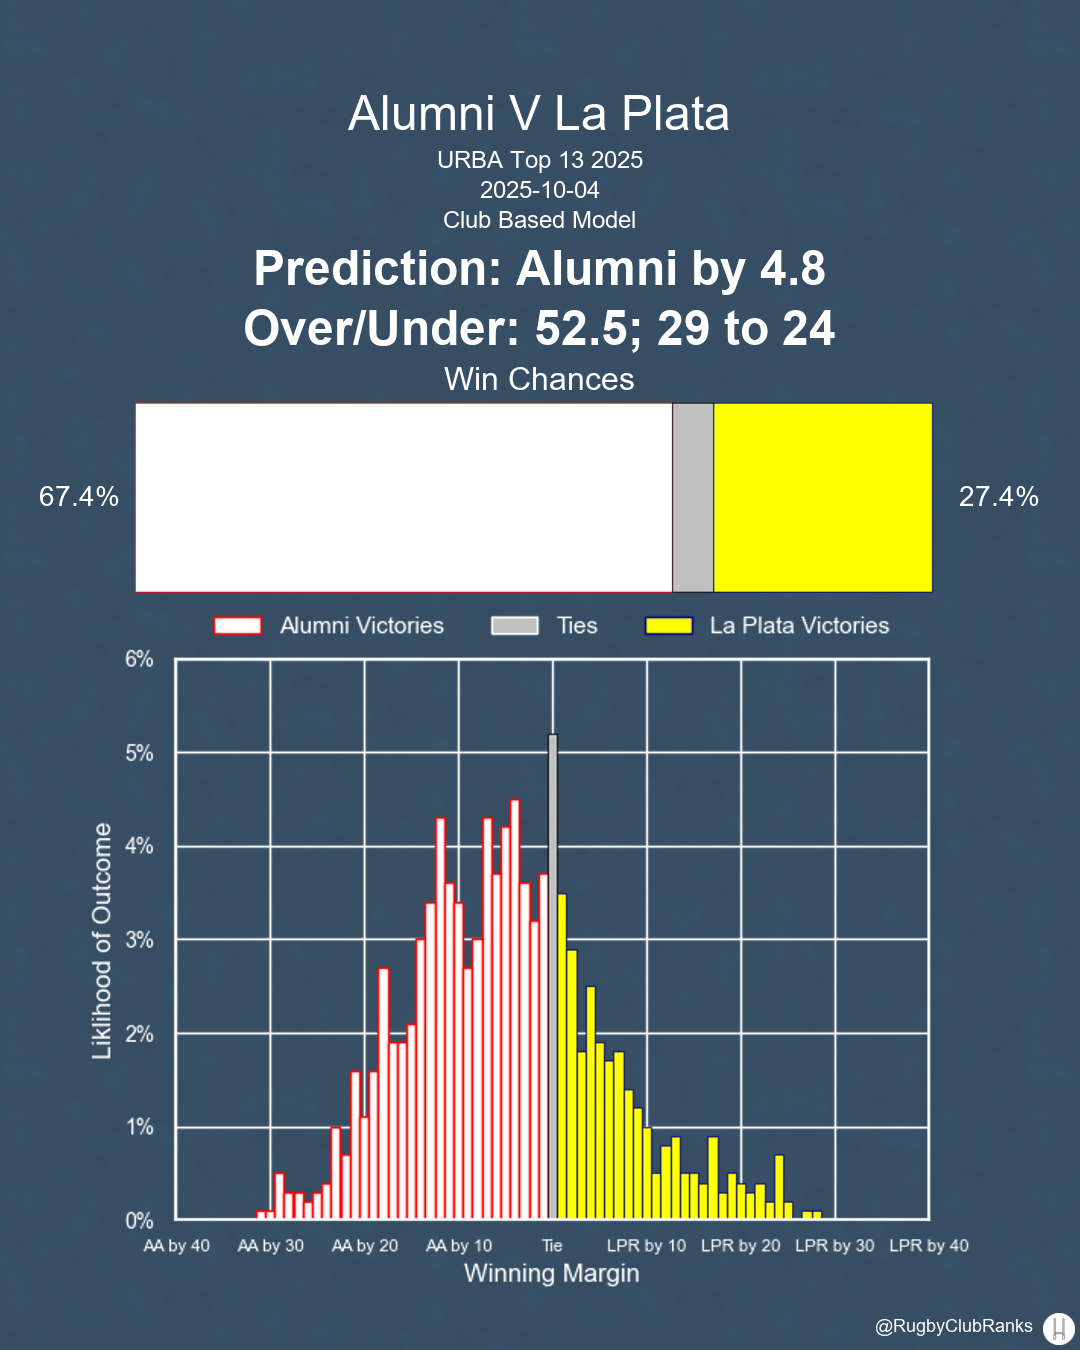 Alumni V La Plata
URBA Top 13 2025
2025-10-04
Club Based Model
Prediction: Alumni by 4.8
Over/Under: 52.5; 29 to 24
Win Chances
67.4%
27.4%
Alumni Victories
Ties
La Plata Victories
6%
5%
4%
3%
2%
1%
0%
Liklihood of Outcome
AA by 40
AA by 30
AA by 20
AA by 10
Tie
LPR by 10
LPR by 20
LPR by 30
LPR by 40
Winning Margin
@RugbyClubRanks